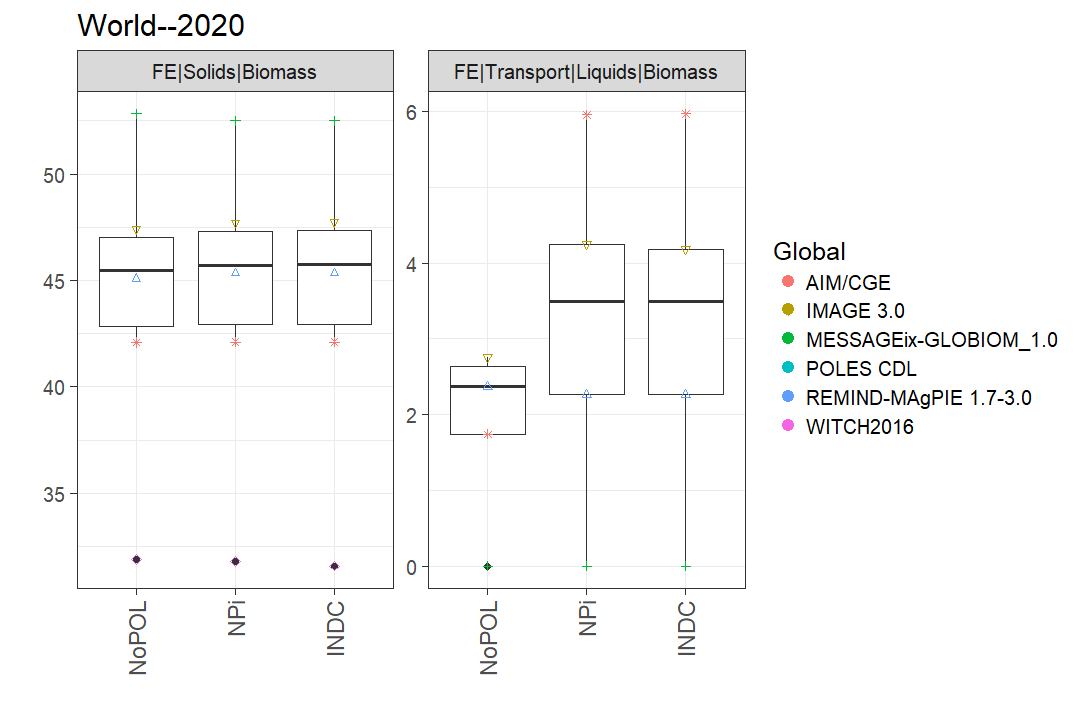 World--2020
FE|Solids|Biomass
FE|Transport|Liquids|Biomass
50
45
40
35
6
4
2
0
NoPOL
NPi
INDC
NoPOL
NPi
INDC
Global
AIM/CGE
IMAGE 3.0
MESSAGEix-GLOBIOM_1.0
POLES CDL
REMIND-MAgPIE 1.7-3.0
WITCH2016